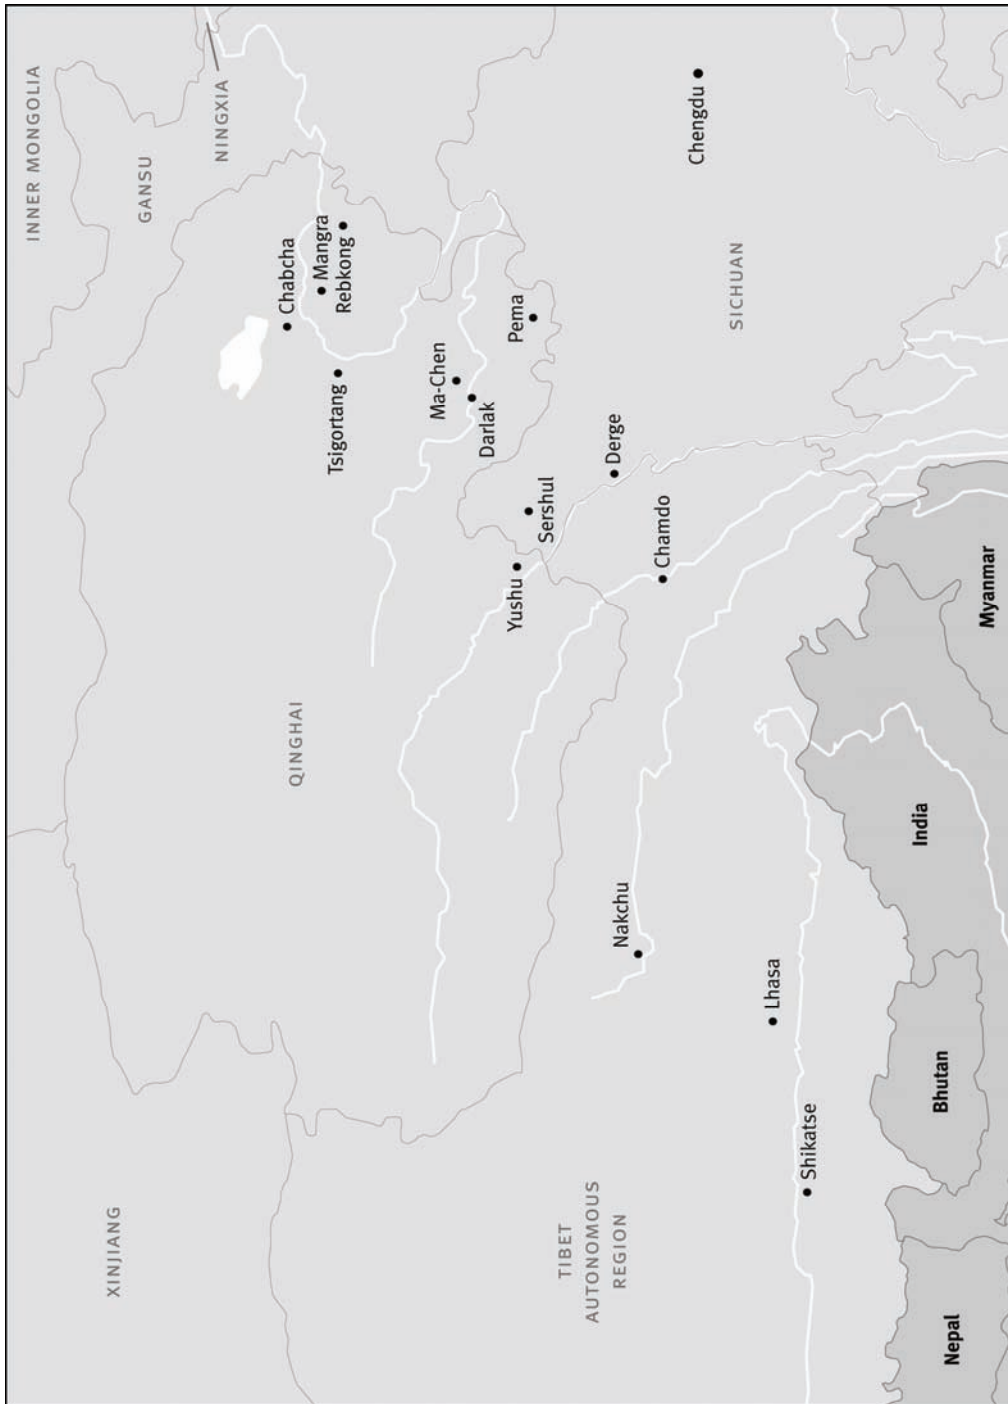 INNER MONGOLIA
GANSU
NINGXIA
XINJIANG
Chabcha
Mangra
Rebkong
Tsigortang
QINGHAI
Ma-Chen
Darlak
Pema
Yushu
Sershul
Derge
Chengdu
SICHUAN
TIBET
AUTONOMOUS
REGION
Nakchu
Chamdo
Lhasa
Shikatse
Nepal
Bhutan
India
Myanmar